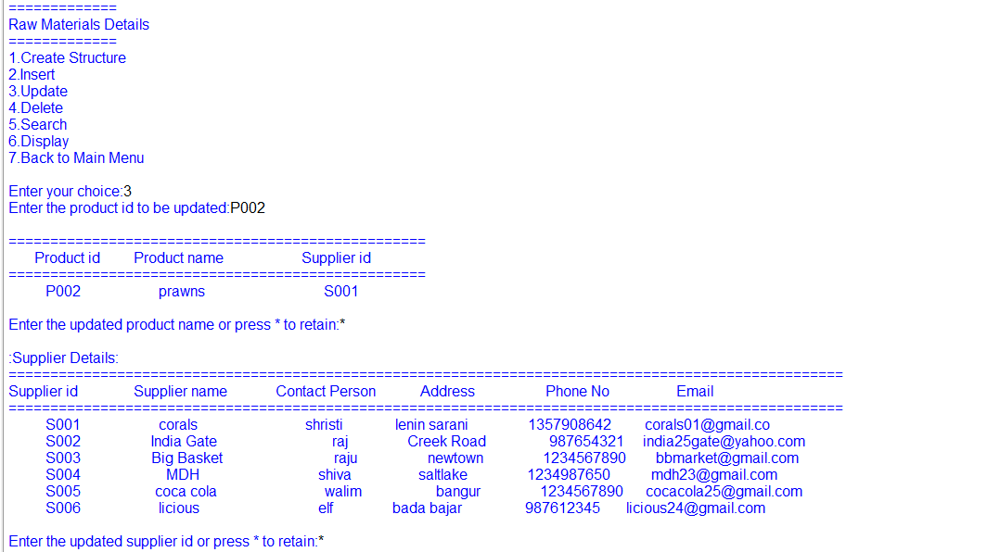 =============
Raw Materials Details
=============
1.Create Structure
2.Insert
3.Update
4.Delete
5.Search
6.Display
7.Back to Main Menu
Enter your choice:3
Enter the product id to be updated:P002
==================================================
Product id Product name Supplier id
==================================================
P002 prawns S001
Enter the updated product name or press * to retain:*
:Supplier Details:
====================================================================================================
Supplier id Supplier name Contact Person Address Phone No Email
====================================================================================================
S001 corals shristi lenin sarani 1357908642 corals01@gmail.co
S002 India Gate raj Creek Road 987654321 india25gate@yahoo.com
S003 Big Basket raju newtown 1234567890 bbmarket@gmail.com
S004 MDH shiva saltlake 1234987650 mdh23@gmail.com
S005 coca cola walim bangur 1234567890 cocacola25@gmail.com
S006 licious elf bada bajar 987612345 licious24@gmail.com
Enter the updated supplier id or press * to retain:*